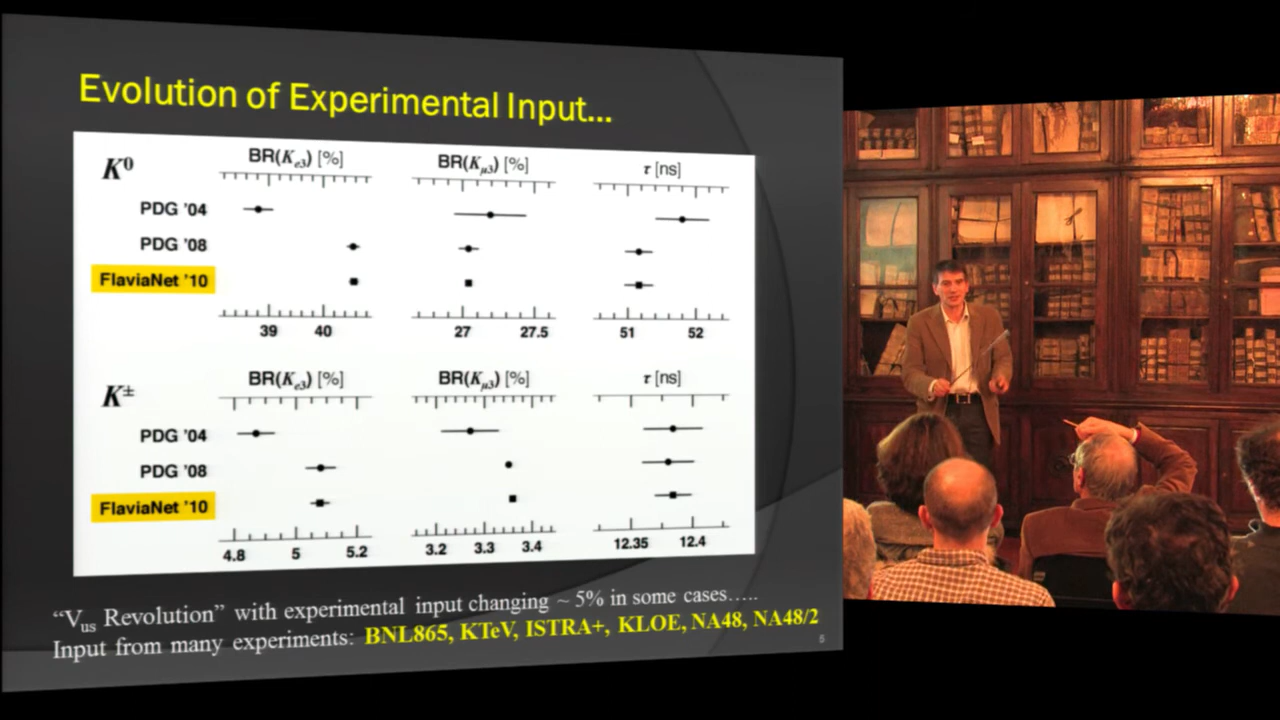 Evolution of Experimental Input...
K⁰
BR(Kₑ₃) [%]
BR(K_μ3) [%]
τ [ns]
PDG '04
PDG '08
FlaviaNet '10
39 40
27 27.5
51 52
K±
BR(Kₑ₃) [%]
BR(K_μ3) [%]
τ [ns]
PDG '04
PDG '08
FlaviaNet '10
4.8 5 5.2
3.2 3.3 3.4
12.35 12.4
“V_us Revolution” with experimental input changing ~ 5% in some cases…..
Input from many experiments: BNL865, KTeV, ISTRA+, KLOE, NA48, NA48/2
5